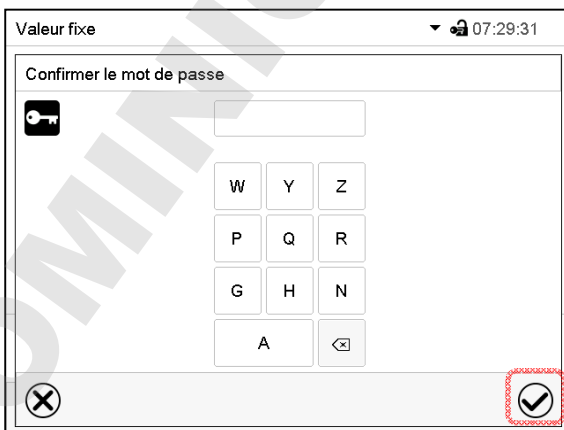 Valeur fixe 07:29:31
Confirmer le mot de passe
W Y Z
P Q R
G H N
A